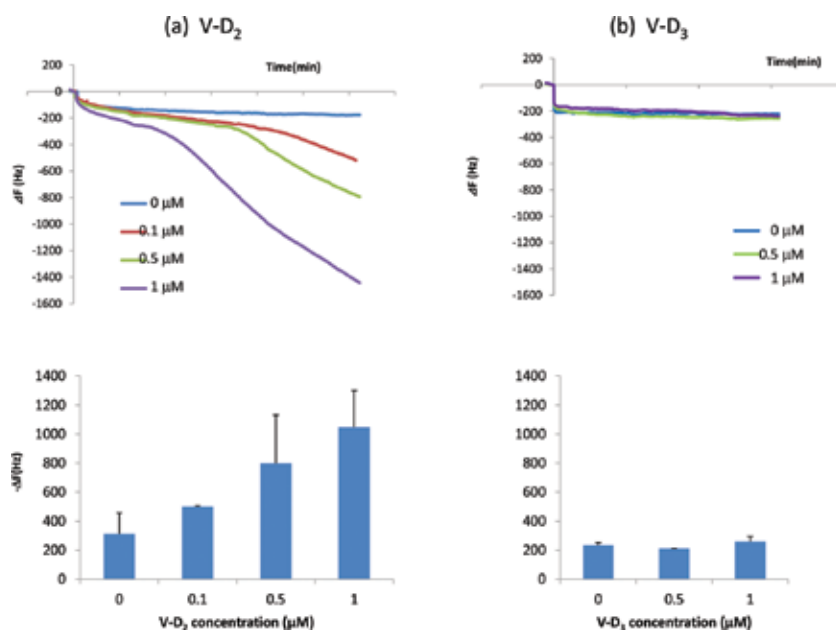 (a) V-D₂
Time(min)
200
0
-200
-400
-600
-800
-1000
-1200
-1400
-1600
ΔF (Hz)
0 µM
0.1 µM
0.5 µM
1 µM
(b) V-D₃
Time(min)
200
0
-200
-400
-600
-800
-1000
-1200
-1400
-1600
ΔF (Hz)
0 µM
0.5 µM
1 µM
1400
1200
1000
800
600
400
200
0
-ΔF(Hz)
0 0.1 0.5 1
V-D₂ concentration (µM)
1400
1200
1000
800
600
400
200
0
0 0.5 1
V-D₃ concentration (µM)